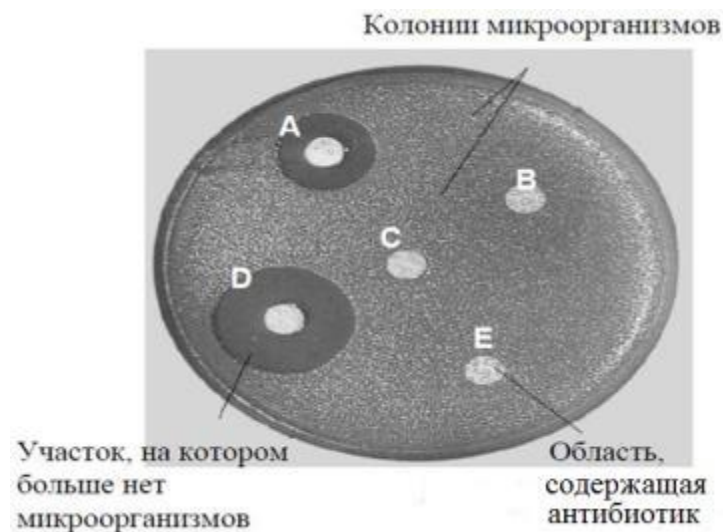 Колонии микроорганизмов
A
B
C
D
E
Участок, на котором
больше нет
микроорганизмов
Область,
содержащая
антибиотик